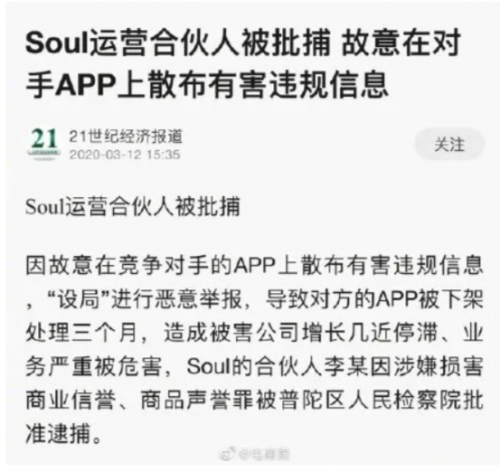 Soul运营合伙人被批捕 故意在对
手APP上散布有害违规信息
21
21世纪经济报道
2020-03-12 15:35
关注
Soul运营合伙人被批捕
因故意在竞争对手的APP上散布有害违规信息
，“设局”进行恶意举报，导致对方的APP被下架
处理三个月，造成被害公司增长几近停滞、业
务严重被危害，Soul的合伙人李某因涉嫌损害
商业信誉、商品声誉罪被普陀区人民检察院批
准逮捕。